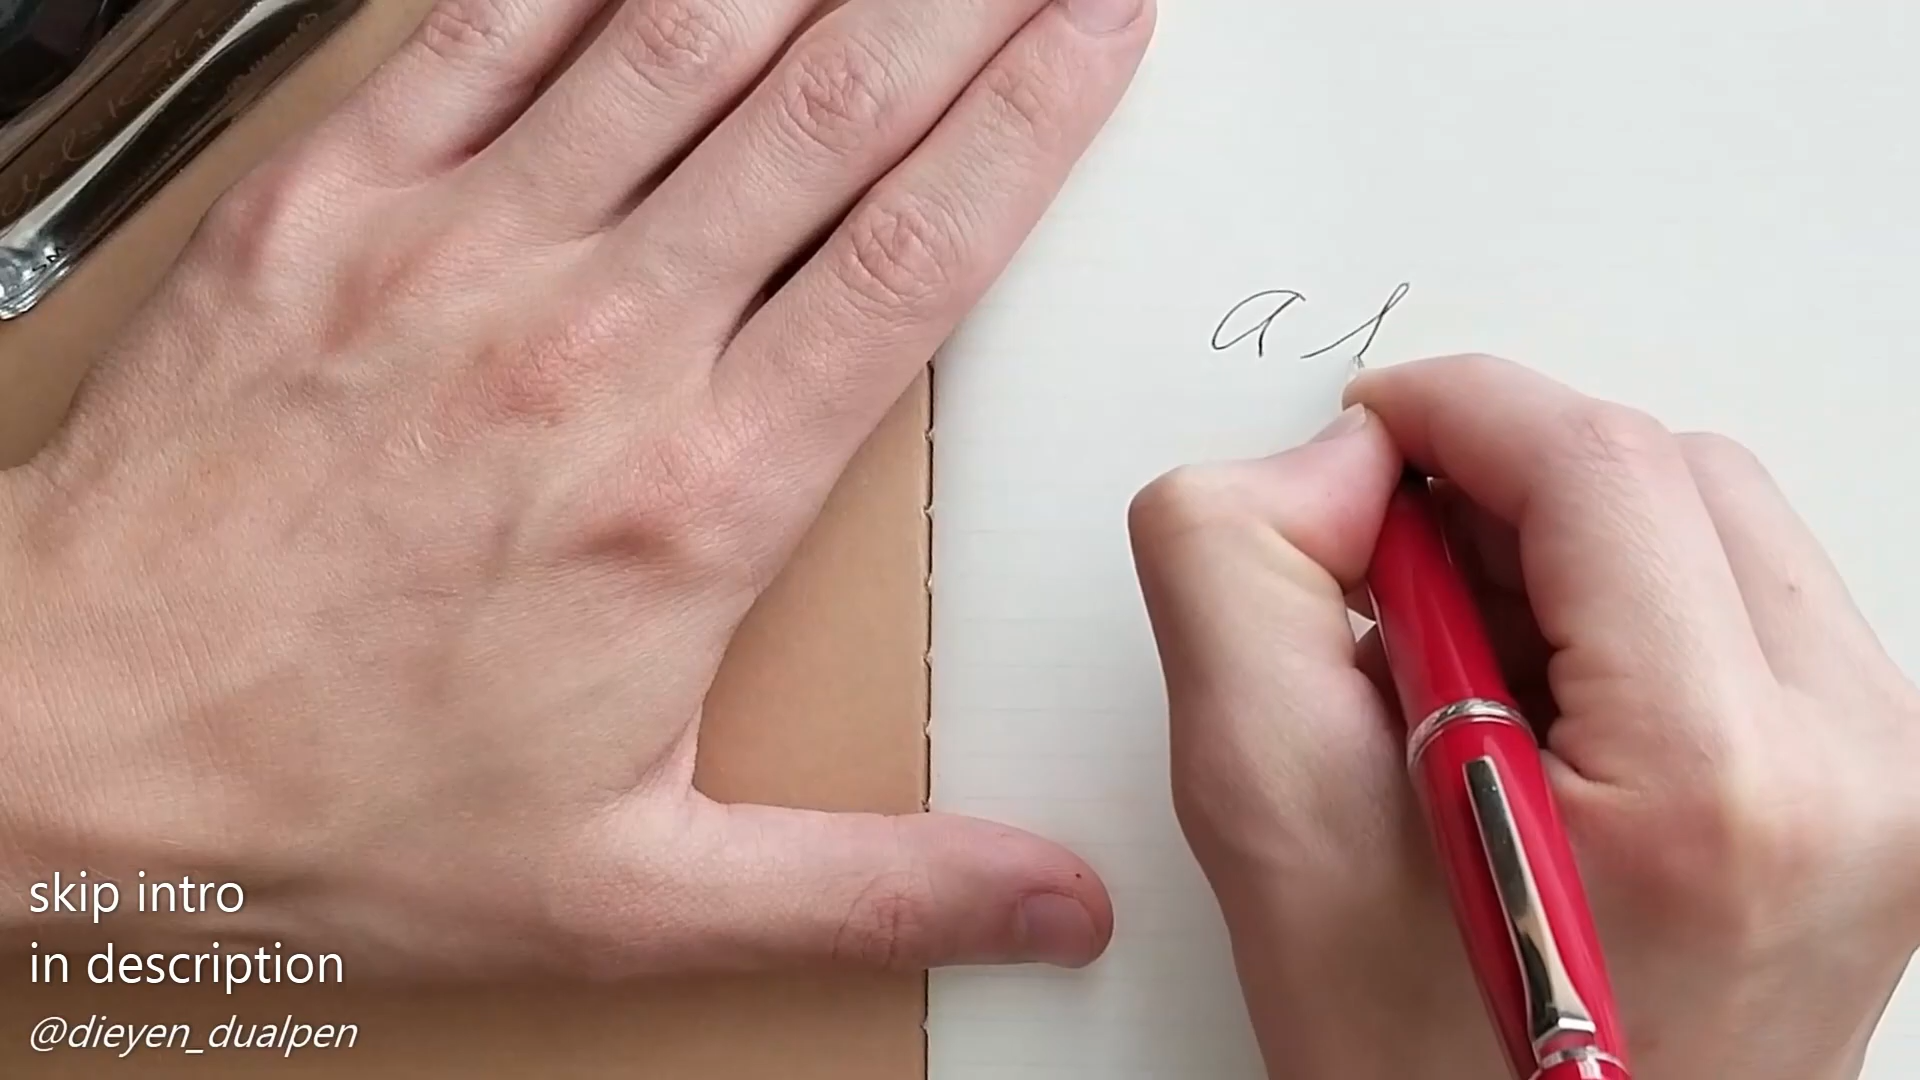 a s
skip intro
in description
@dieyen_dualpen